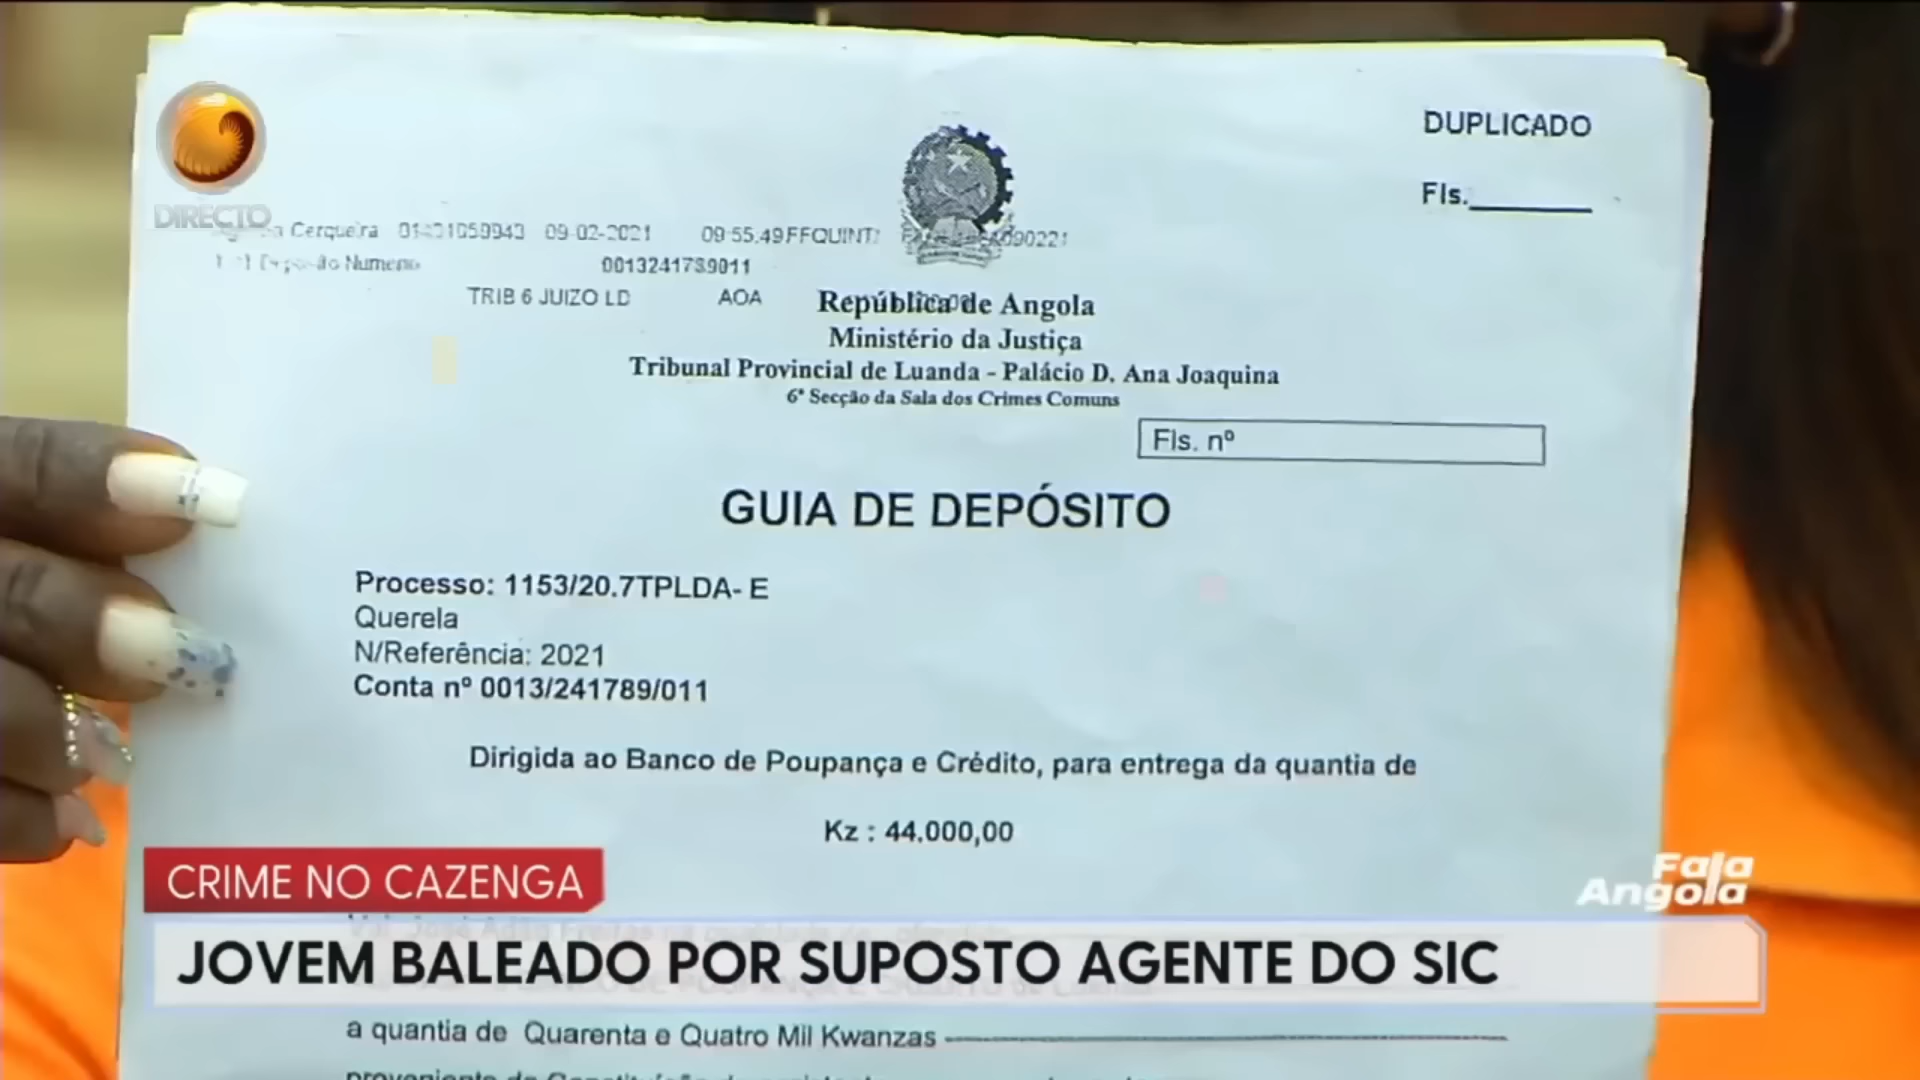 DUPLICADO
Fls.
DIRECTO
Cerqueira 09-02-2021 09:55.49FFQUINT
Numero
TRIB 6 JUIZO LD AOA
República de Angola
Ministério da Justiça
Tribunal Provincial de Luanda - Palácio D. Ana Joaquina
6ª Secção da Sala dos Crimes Comuns
Fls. nº
GUIA DE DEPÓSITO
Processo: 1153/20.7TPLDA- E
Querela
N/Referência: 2021
Conta nº 0013/241789/011
Dirigida ao Banco de Poupança e Crédito, para entrega da quantia de
Kz : 44.000,00
CRIME NO CAZENGA
Fala
Angola
JOVEM BALEADO POR SUPOSTO AGENTE DO SIC
a quantia de Quarenta e Quatro Mil Kwanzas